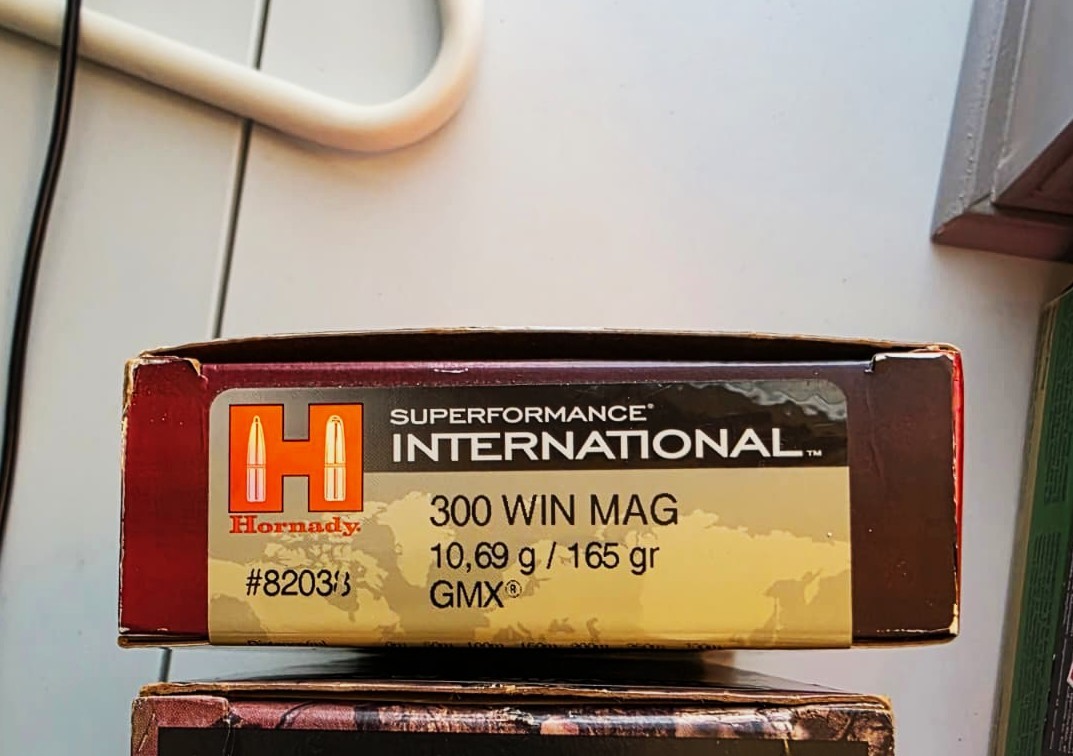 SUPERFORMANCE®
INTERNATIONAL™
Hornady.
300 WIN MAG
10,69 g / 165 gr
GMX®